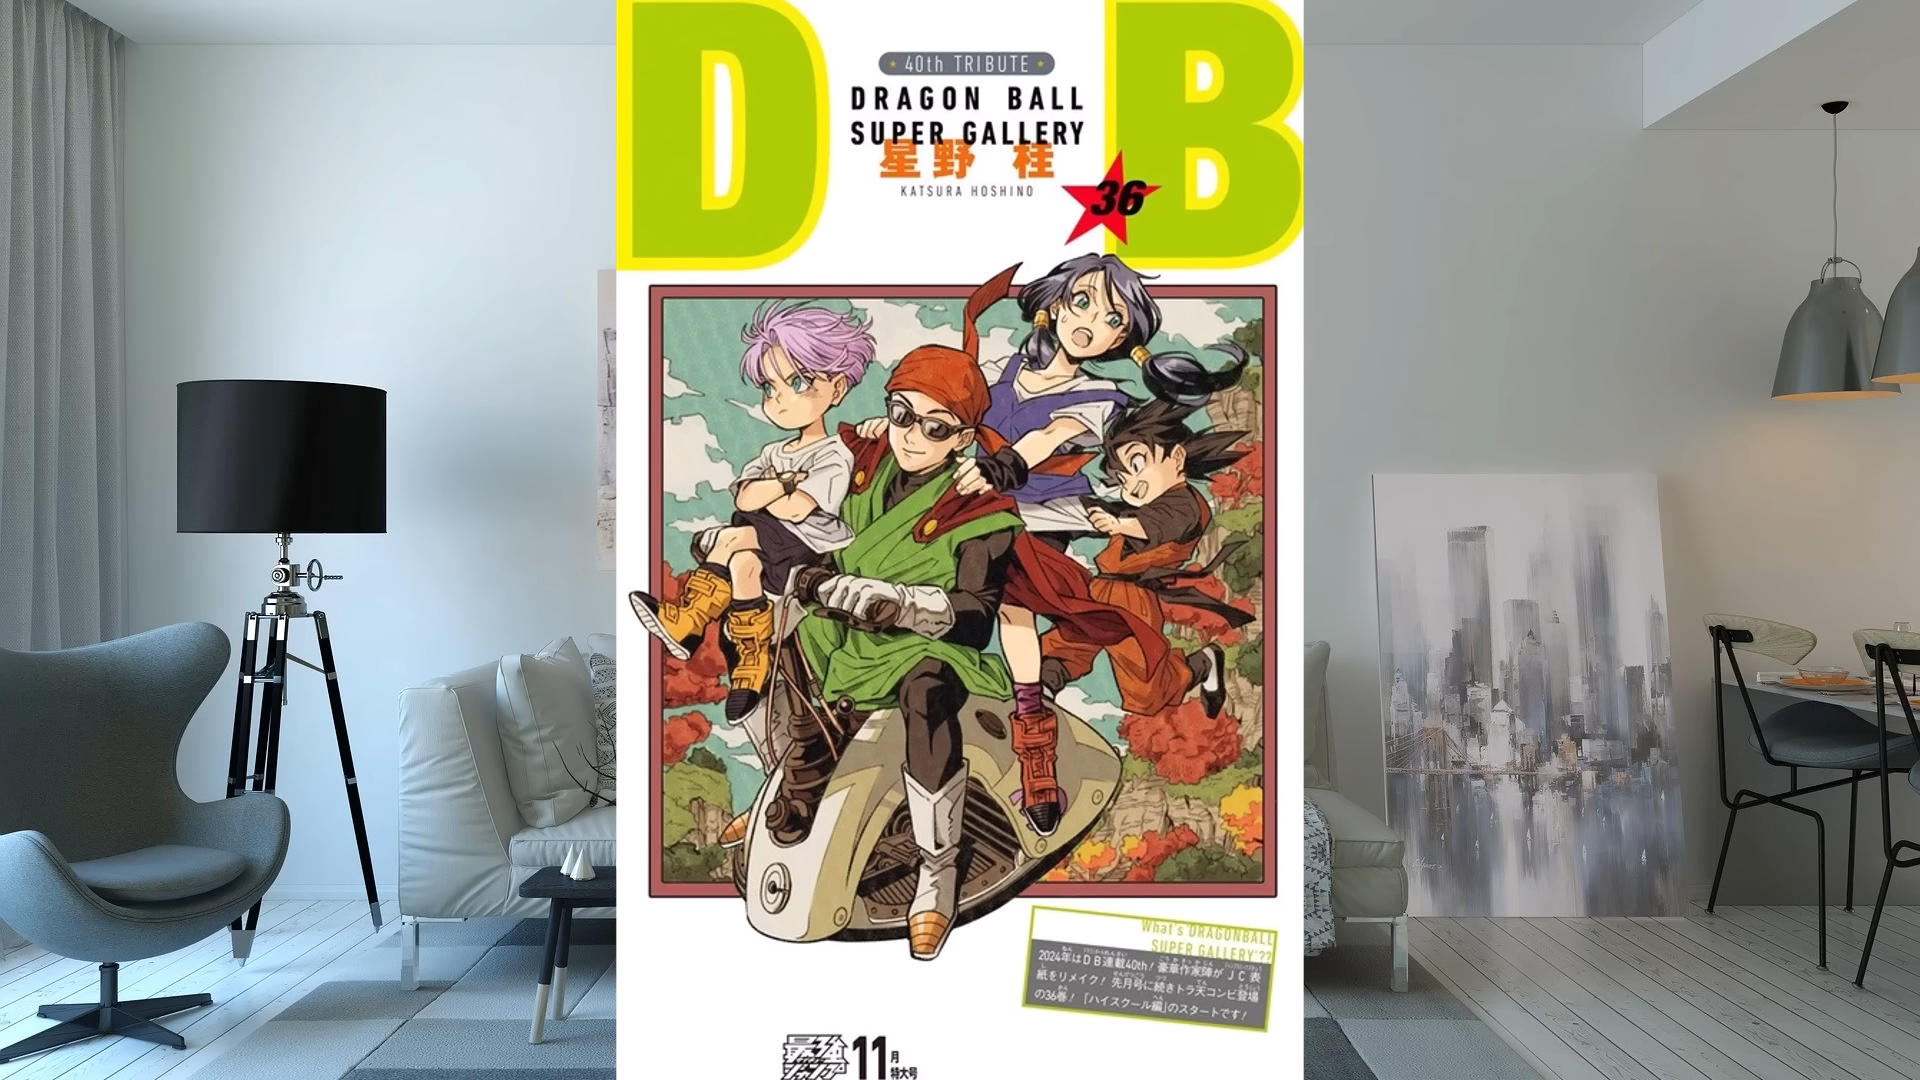 D B
★ 40th TRIBUTE ★
DRAGON BALL
SUPER GALLERY
星野 桂
KATSURA HOSHINO
36
What's DRAGONBALL
SUPER GALLERY??
2024年はDB連載40th! 豪華作家陣がJC表
紙をリメイク! 先月号に続きトラ天コンビ登場
の36巻! 「ハイスクール編」のスタートです!
最強ジャンプ 11月特大号